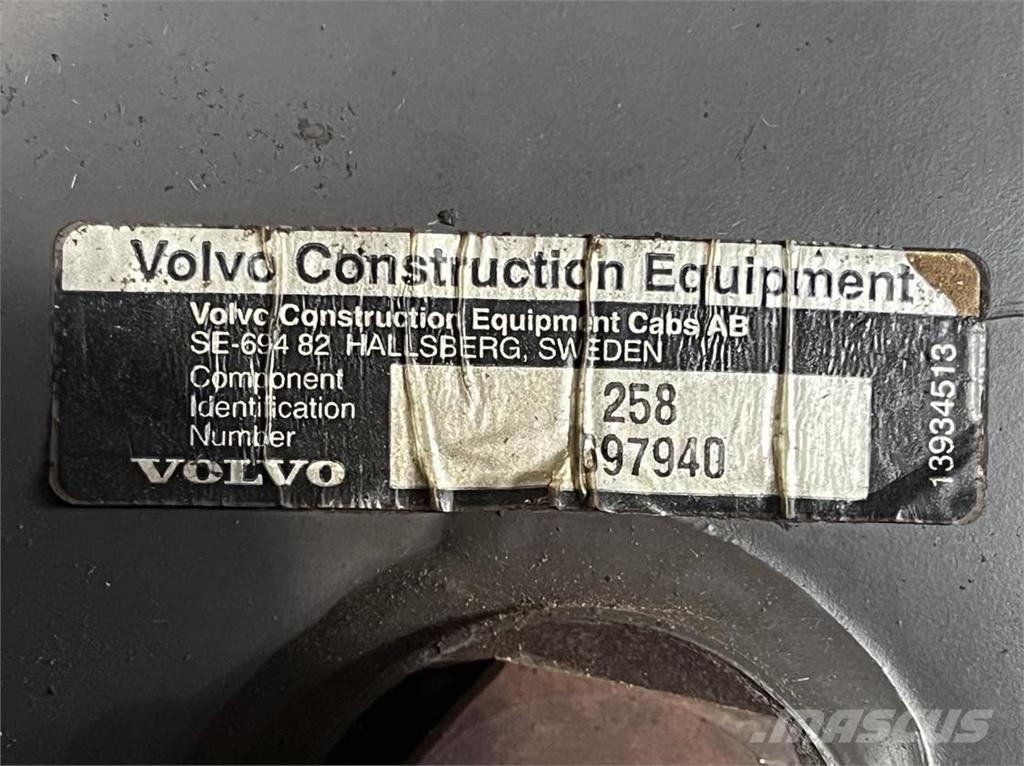 Volvo Construction Equipment
Volvo Construction Equipment Cabs AB
SE-694 82 HALLSBERG, SWEDEN
Component
Identification
Number
258
97940
VOLVO
13934513
MASCUS